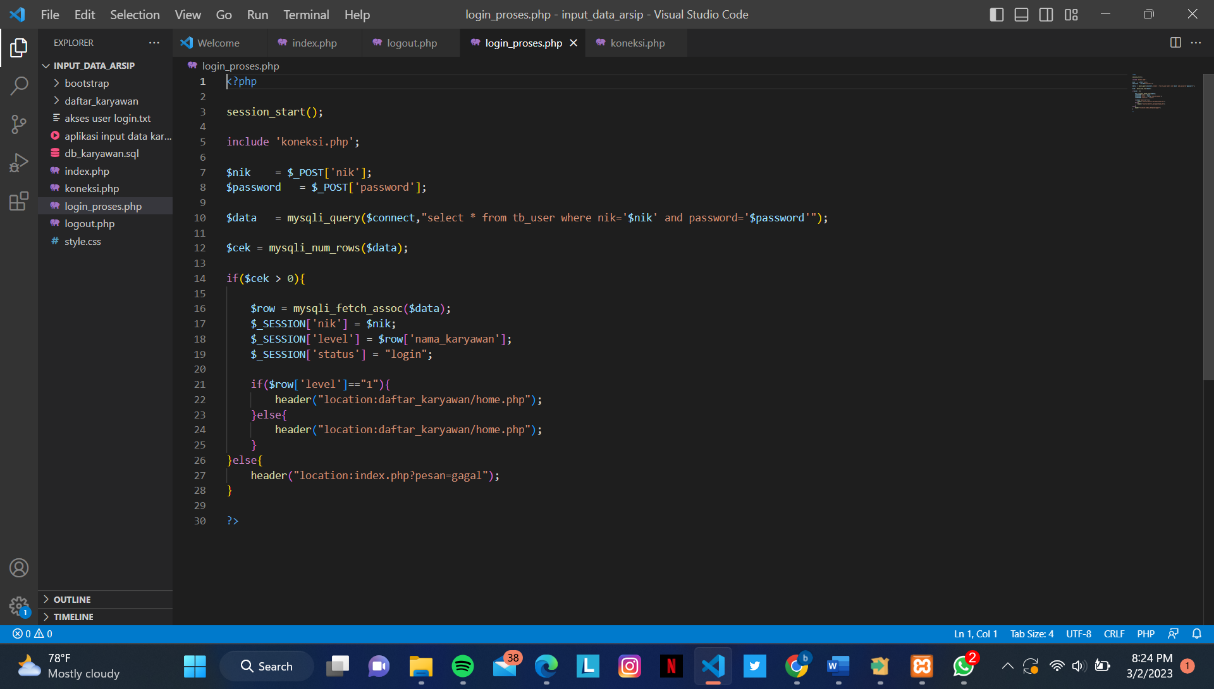 File Edit Selection View Go Run Terminal Help login_proses.php - input_data_arsip - Visual Studio Code
EXPLORER
Welcome index.php logout.php login_proses.php koneksi.php
INPUT_DATA_ARSIP
bootstrap
daftar_karyawan
akses user login.txt
aplikasi input data kar...
db_karyawan.sql
index.php
koneksi.php
login_proses.php
logout.php
# style.css
OUTLINE
TIMELINE
login_proses.php
1 <?php
2
3 session_start();
4
5 include 'koneksi.php';
6
7 $nik    = $_POST['nik'];
8 $password   = $_POST['password'];
9
10 $data   = mysqli_query($connect,"select * from tb_user where nik='$nik' and password='$password'");
11
12 $cek = mysqli_num_rows($data);
13
14 if($cek > 0){
15
16     $row = mysqli_fetch_assoc($data);
17     $_SESSION['nik'] = $nik;
18     $_SESSION['level'] = $row['nama_karyawan'];
19     $_SESSION['status'] = "login";
20
21     if($row['level']=="1"){
22         header("location:daftar_karyawan/home.php");
23     }else{
24         header("location:daftar_karyawan/home.php");
25     }
26 }else{
27     header("location:index.php?pesan=gagal");
28 }
29
30 ?>
1
0 0 Ln 1, Col 1 Tab Size: 4 UTF-8 CRLF PHP
78°F
Mostly cloudy
Search
38
L
N
b
W
2
8:24 PM
3/2/2023
1